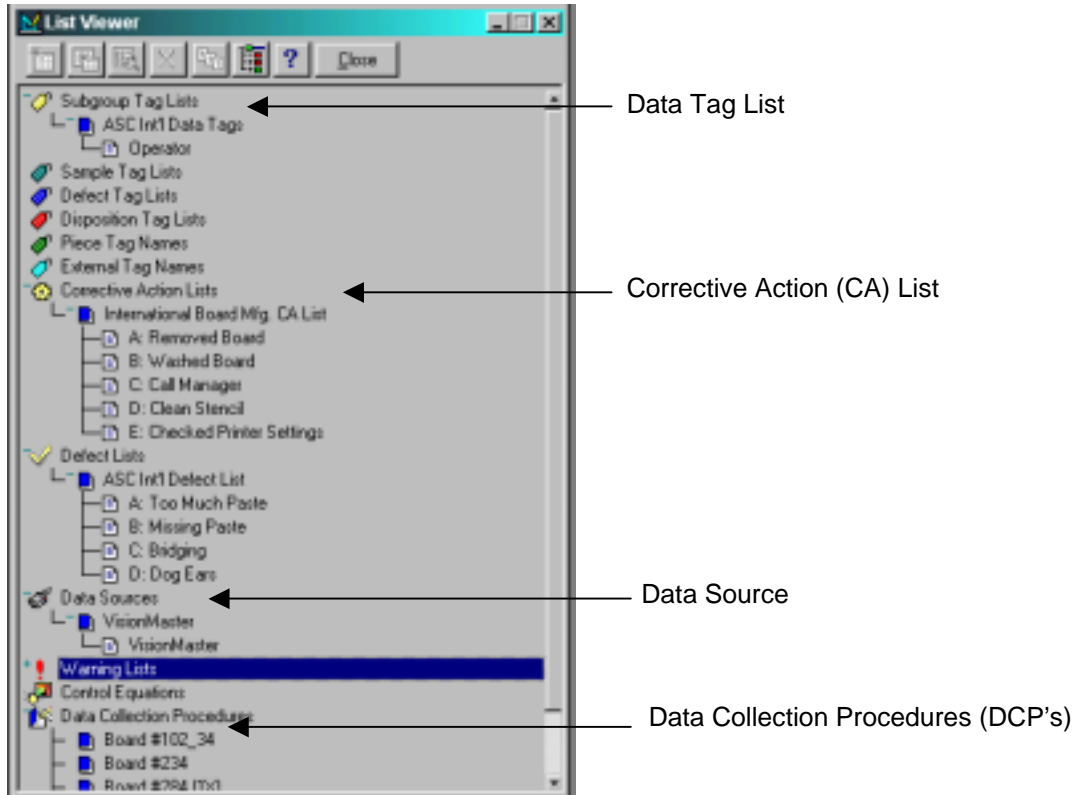 List Viewer
Close
Subgroup Tag Lists
ASC Int'l Data Tags
Operator
Sample Tag Lists
Defect Tag Lists
Disposition Tag Lists
Piece Tag Names
External Tag Names
Corrective Action Lists
International Board Mfg. CA List
A: Removed Board
B: Washed Board
C: Call Manager
D: Clean Stencil
E: Checked Printer Settings
Defect Lists
ASC Int'l Defect List
A: Too Much Paste
B: Missing Paste
C: Bridging
D: Dog Ears
Data Sources
VisionMaster
VisionMaster
Warning Lists
Control Equations
Data Collection Procedures
Board #102_34
Board #234
Board
Data Tag List
Corrective Action (CA) List
Data Source
Data Collection Procedures (DCP's)